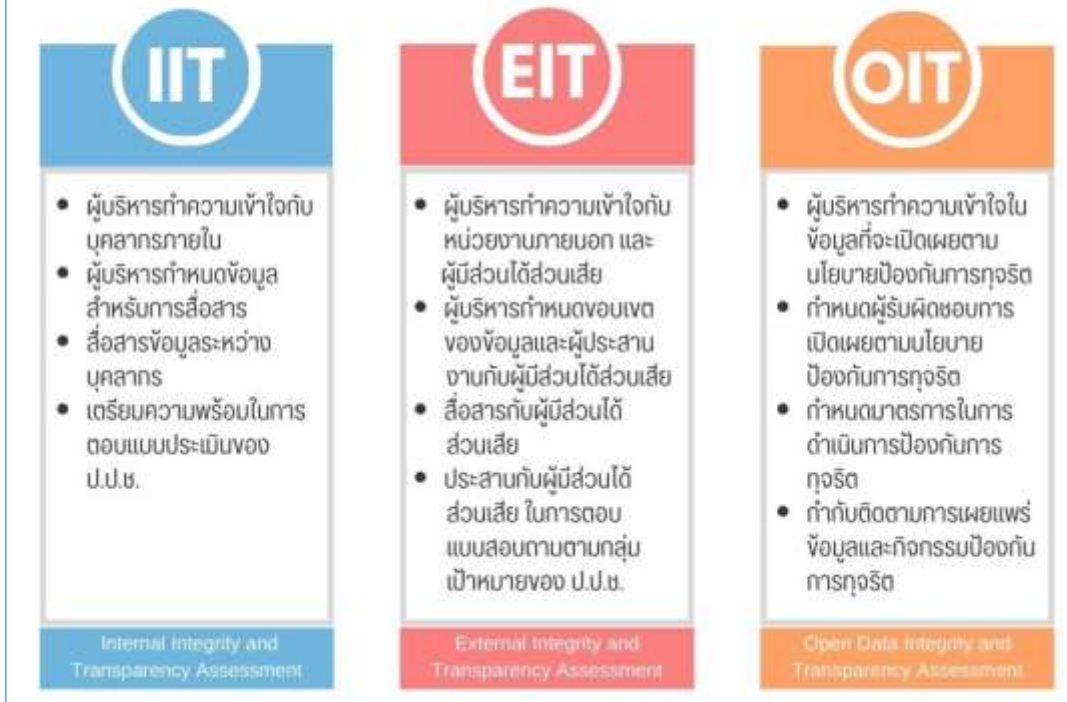 IIT
• ผู้บริหารทำความเข้าใจกับ
บุคลากรภายใน
• ผู้บริหารกำหนดข้อมูล
สำหรับการสื่อสาร
• สื่อสารข้อมูลระหว่าง
บุคลากร
• เตรียมความพร้อมในการ
ตอบแบบประเมินของ
ป.ป.ช.
Internal Integrity and
Transparency Assessment
EIT
• ผู้บริหารทำความเข้าใจกับ
หน่วยงานภายนอก และ
ผู้มีส่วนได้ส่วนเสีย
• ผู้บริหารกำหนดขอบเขต
ของข้อมูลและผู้ประสาน
งานกับผู้มีส่วนได้ส่วนเสีย
• สื่อสารกับผู้มีส่วนได้
ส่วนเสีย
• ประสานกับผู้มีส่วนได้
ส่วนเสีย ในการตอบ
แบบสอบถามตามกลุ่ม
เป้าหมายของ ป.ป.ช.
External Integrity and
Transparency Assessment
OIT
• ผู้บริหารทำความเข้าใจใน
ข้อมูลที่จะเปิดเผยตาม
นโยบายป้องกันการทุจริต
• กำหนดผู้รับผิดชอบการ
เปิดเผยตามนโยบาย
ป้องกันการทุจริต
• กำหนดมาตรการในการ
ดำเนินการป้องกันการ
ทุจริต
• กำกับติดตามการเผยแพร่
ข้อมูลและกิจกรรมป้องกัน
การทุจริต
Open Data Integrity and
Transparency Assessment